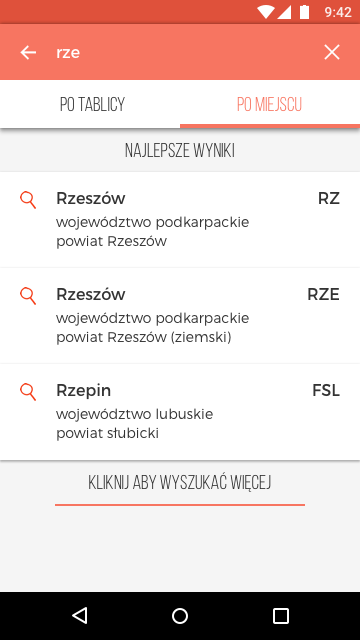 9:42
rze
PO TABLICY
PO MIEJSCU
NAJLEPSZE WYNIKI
Rzeszów RZ
województwo podkarpackie
powiat Rzeszów
Rzeszów RZE
województwo podkarpackie
powiat Rzeszów (ziemski)
Rzepin FSL
województwo lubuskie
powiat słubicki
KLIKNIJ ABY WYSZUKAĆ WIĘCEJ